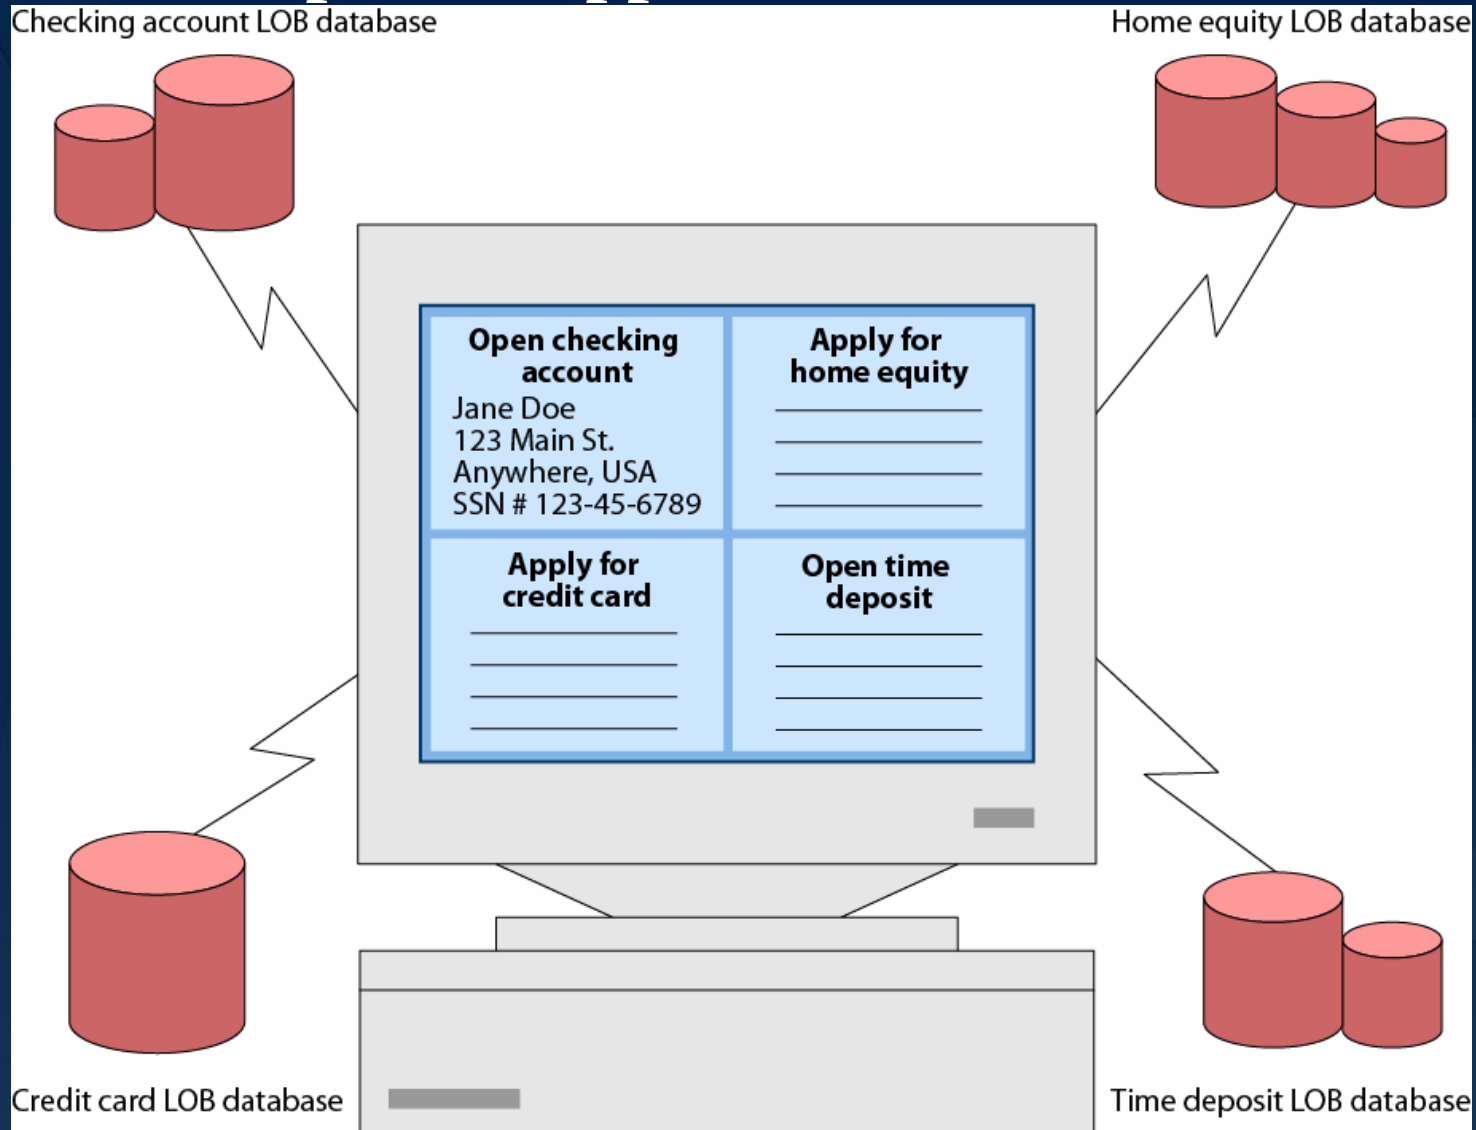 Checking account LOB database
Home equity LOB database
Open checking
account
Jane Doe
123 Main St.
Anywhere, USA
SSN # 123-45-6789
Apply for
home equity
Apply for
credit card
Open time
deposit
Credit card LOB database
Time deposit LOB database